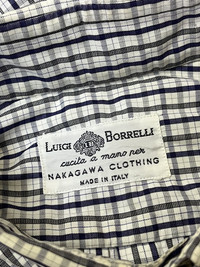 LUIGI BORRELLI
cucita a mano per
NAKAGAWA CLOTHING
MADE IN ITALY